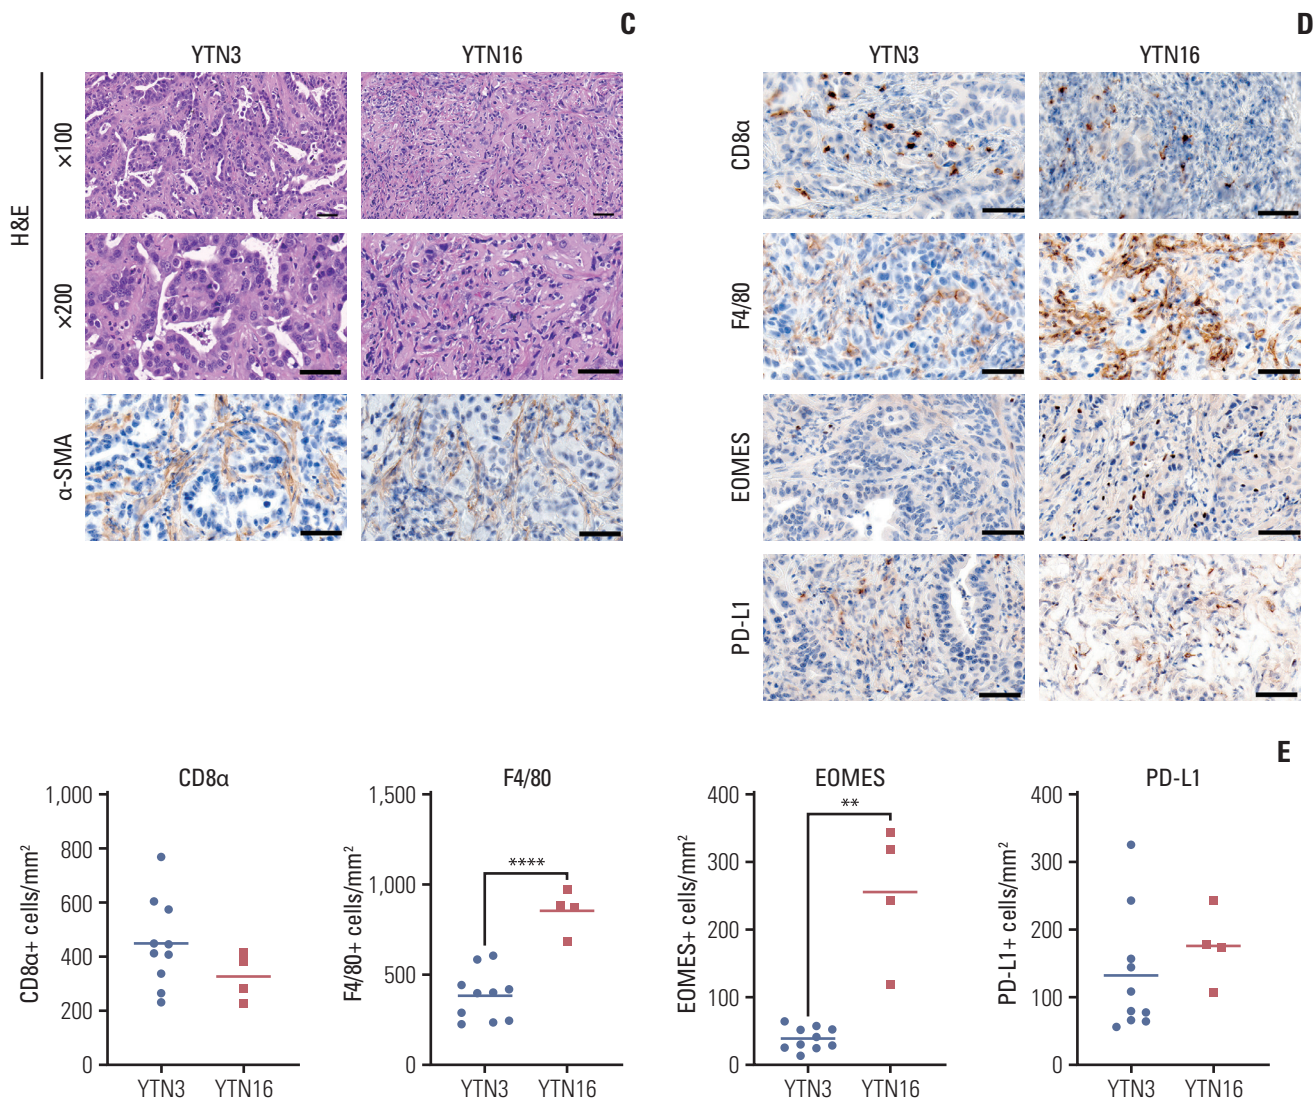 C
YTN3 YTN16
H&E
×100
×200
α-SMA
D
YTN3 YTN16
CD8α
F4/80
EOMES
PD-L1
E
CD8α
CD8α+ cells/mm²
1,000
800
600
400
200
0
YTN3 YTN16
F4/80
F4/80+ cells/mm²
1,500
1,000
500
0
****
YTN3 YTN16
EOMES
EOMES+ cells/mm²
400
300
200
100
0
**
YTN3 YTN16
PD-L1
PD-L1+ cells/mm²
400
300
200
100
0
YTN3 YTN16